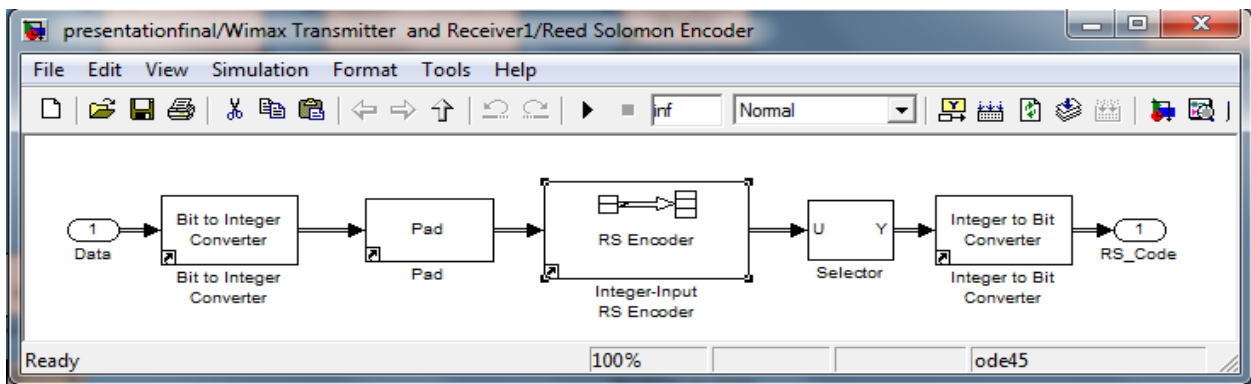 presentationfinal/Wimax Transmitter and Receiver1/Reed Solomon Encoder
File Edit View Simulation Format Tools Help
inf Normal
1
Data
Bit to Integer
Converter
Bit to Integer
Converter
Pad
Pad
RS Encoder
Integer-Input
RS Encoder
U Y
Selector
Integer to Bit
Converter
Integer to Bit
Converter
1
RS_Code
Ready 100% ode45